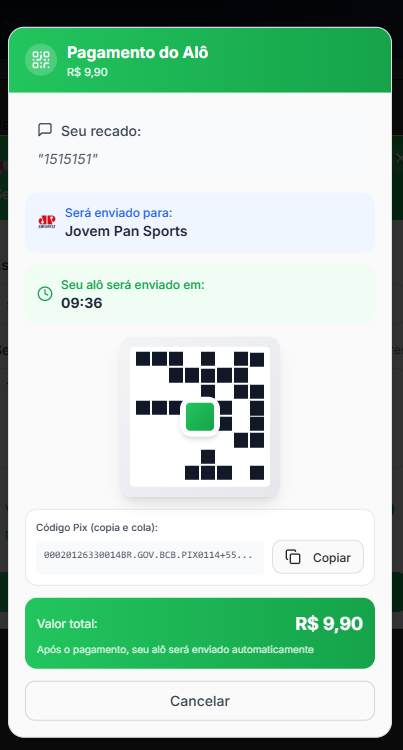 Pagamento do Alô
R$ 9,90
Seu recado:
"1515151"
Será enviado para:
Jovem Pan Sports
Seu alô será enviado em:
09:36
Código Pix (copia e cola):
00020126330014BR.GOV.BCB.PIX0114+55...
Copiar
Valor total:
R$ 9,90
Após o pagamento, seu alô será enviado automaticamente
Cancelar